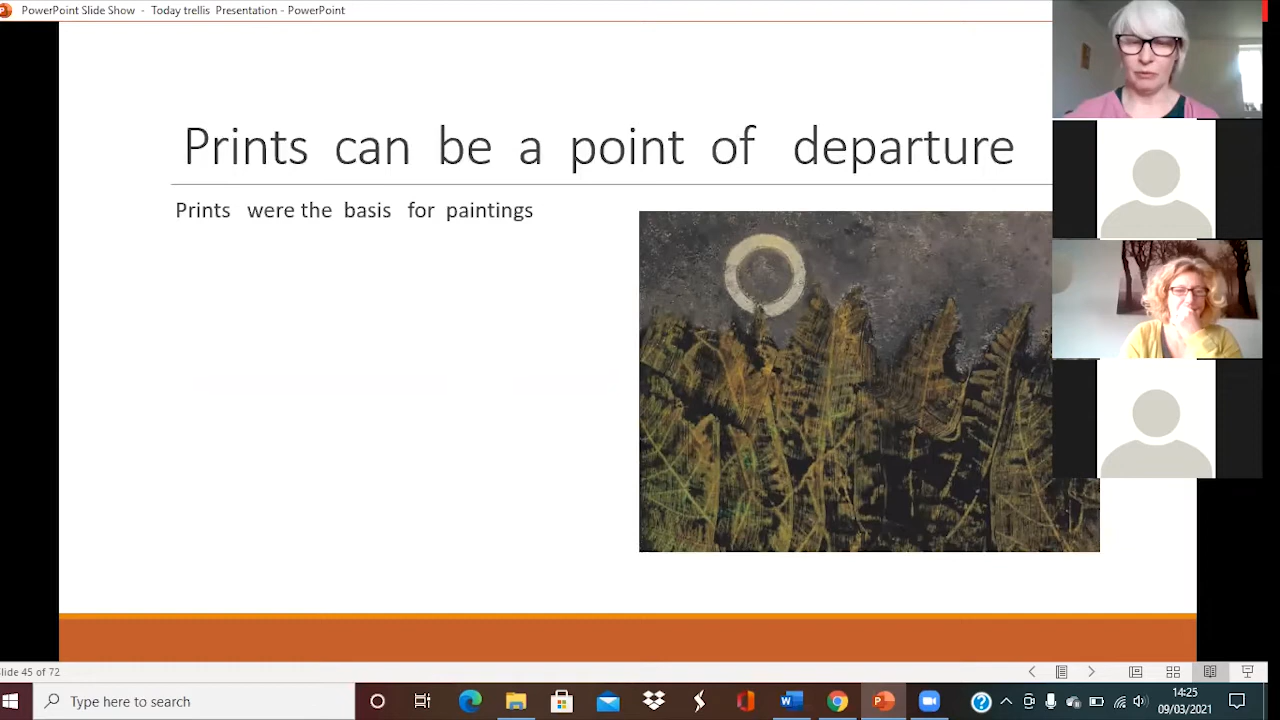 PowerPoint Slide Show - Today trellis Presentation - PowerPoint
Prints can be a point of departure
Prints were the basis for paintings
Slide 45 of 72
Type here to search
14:25
09/03/2021